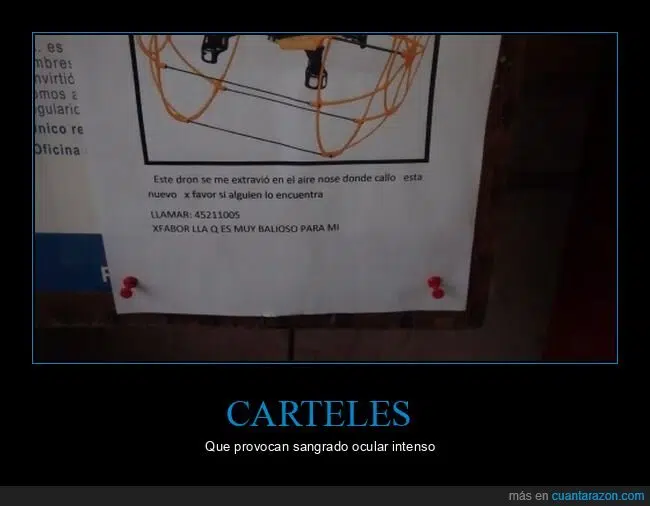 .. es
mbres
nvirtió
omos a
gularic
único re
Oficina
Este dron se me extravió en el aire nose donde callo esta
nuevo x favor si alguien lo encuentra
LLAMAR: 45211005
XFABOR LLA Q ES MUY BALIOSO PARA MI
CARTELES
Que provocan sangrado ocular intenso
más en cuantarazon.com